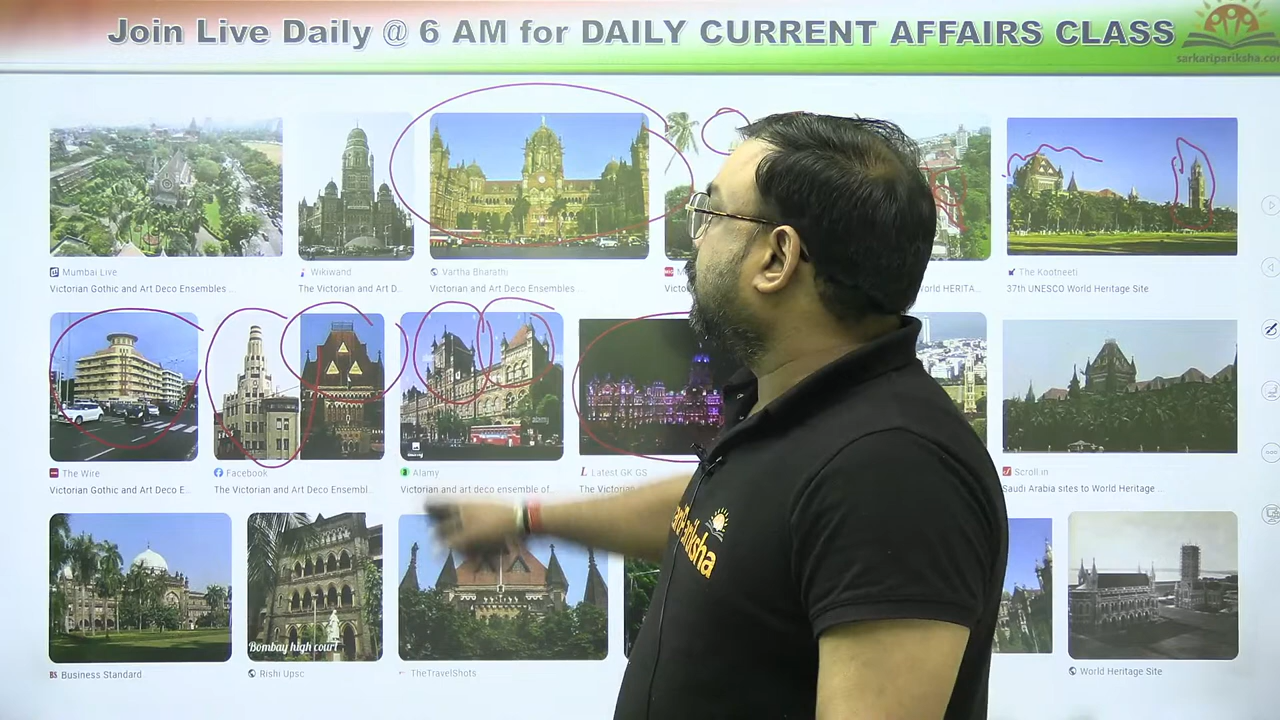 Join Live Daily @ 6 AM for DAILY CURRENT AFFAIRS CLASS
sarkaripariksha.com
Mumbai Live
Victorian Gothic and Art Deco Ensembles ...
Wikiwand
The Victorian and Art D...
Vartha Bharathi
Victorian Gothic and Art Deco Ensembles ...
The Kootneeti
37th UNESCO World Heritage Site
The Wire
Victorian Gothic and Art Deco E...
Facebook
The Victorian and Art Deco Ensembl...
Alamy
Victorian and art deco ensemble of...
Latest GK GS
The Victorian
Scroll.in
Saudi Arabia sites to World Heritage ...
Bombay high court
Business Standard
Rishi Upsc
TheTravelShots
World Heritage Site